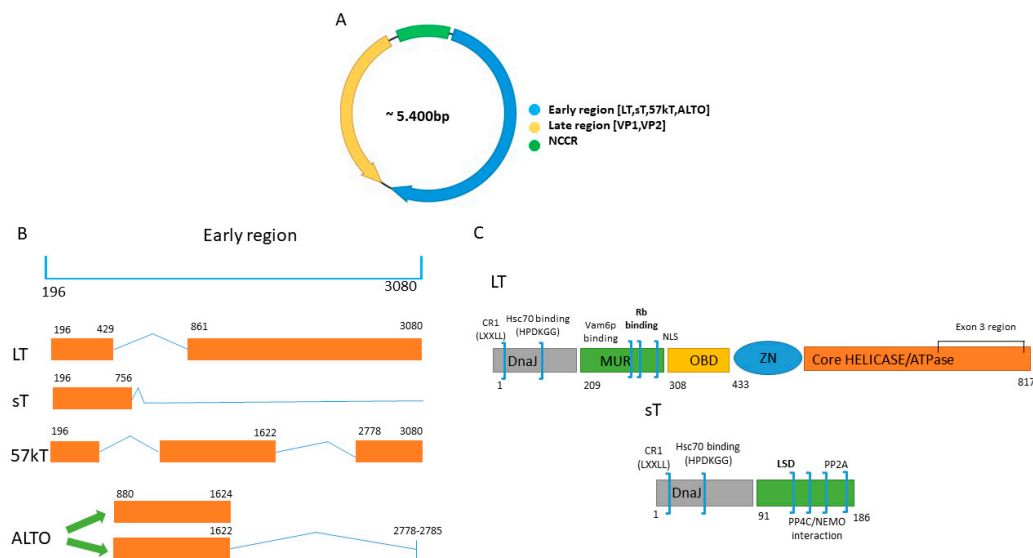 A
~ 5.400bp
Early region [LT,sT,57kT,ALTO]
Late region [VP1,VP2]
NCCR
B
Early region
196
3080
LT
196
429
861
3080
sT
196
756
57kT
196
1622
2778
3080
ALTO
880
1624
1622
2778-2785
C
LT
CR1
(LXXLL)
Hsc70 binding
(HPDKGG)
Vam6p
binding
Rb
binding
NLS
Exon 3 region
DnaJ
MUR
OBD
ZN
Core HELICASE/ATPase
1
209
308
433
817
sT
CR1
(LXXLL)
Hsc70 binding
(HPDKGG)
LSD
PP2A
DnaJ
1
91
186
PP4C/NEMO
interaction